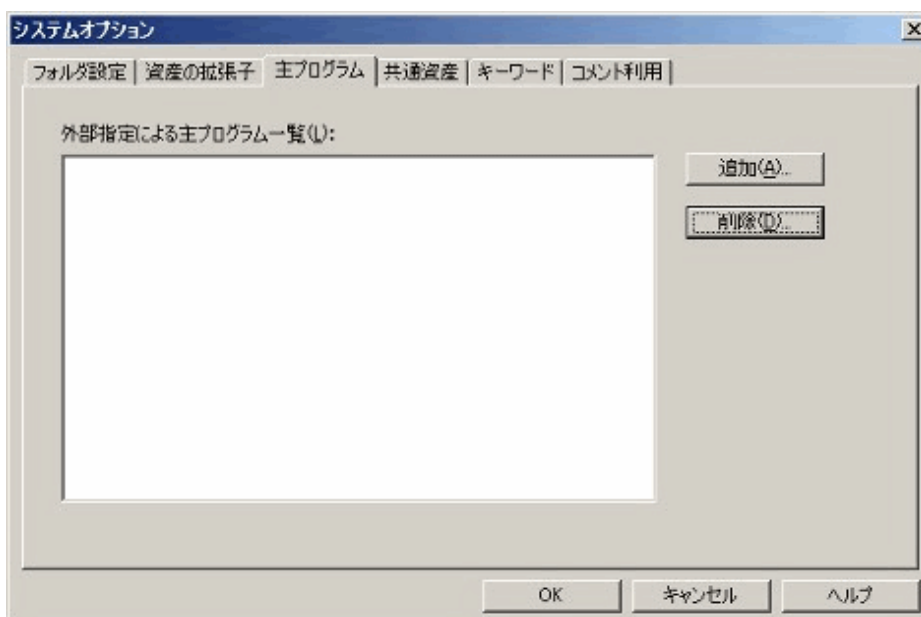 システムオプション
フォルダ設定 資産の拡張子 主プログラム 共通資産 キーワード コメント利用
外部指定による主プログラム一覧(L):
追加(A)...
削除(D)...
OK キャンセル ヘルプ